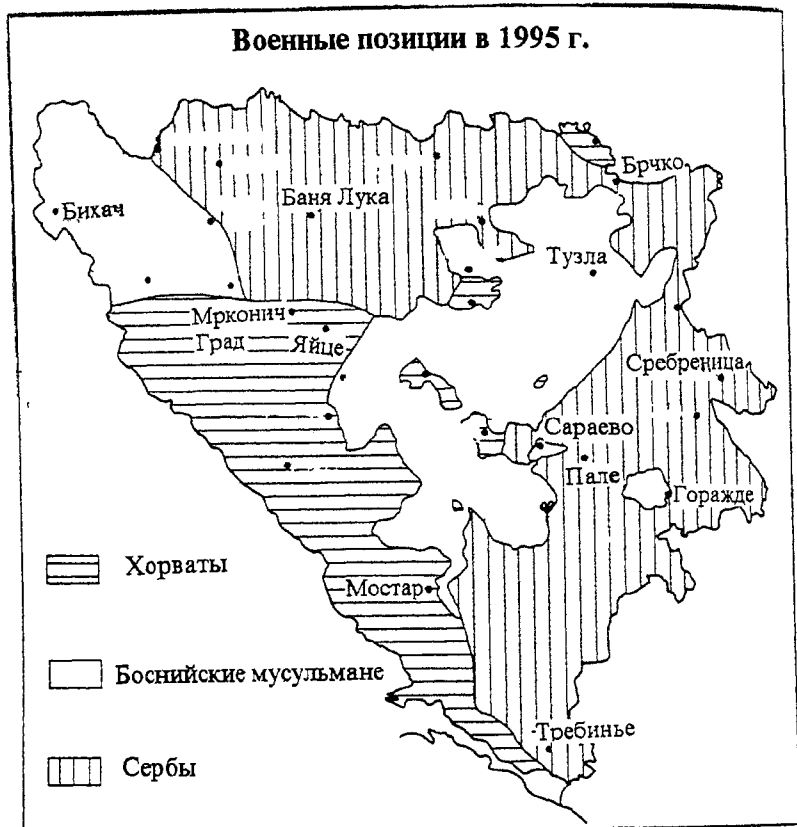 Военные позиции в 1995 г.
Брчко
Бихач
Баня Лука
Тузла
Мрконич
Град
Яйце
Сребреница
Сараево
Пале
Горажде
Хорваты
Мостар
Боснийские мусульмане
Требинье
Сербы